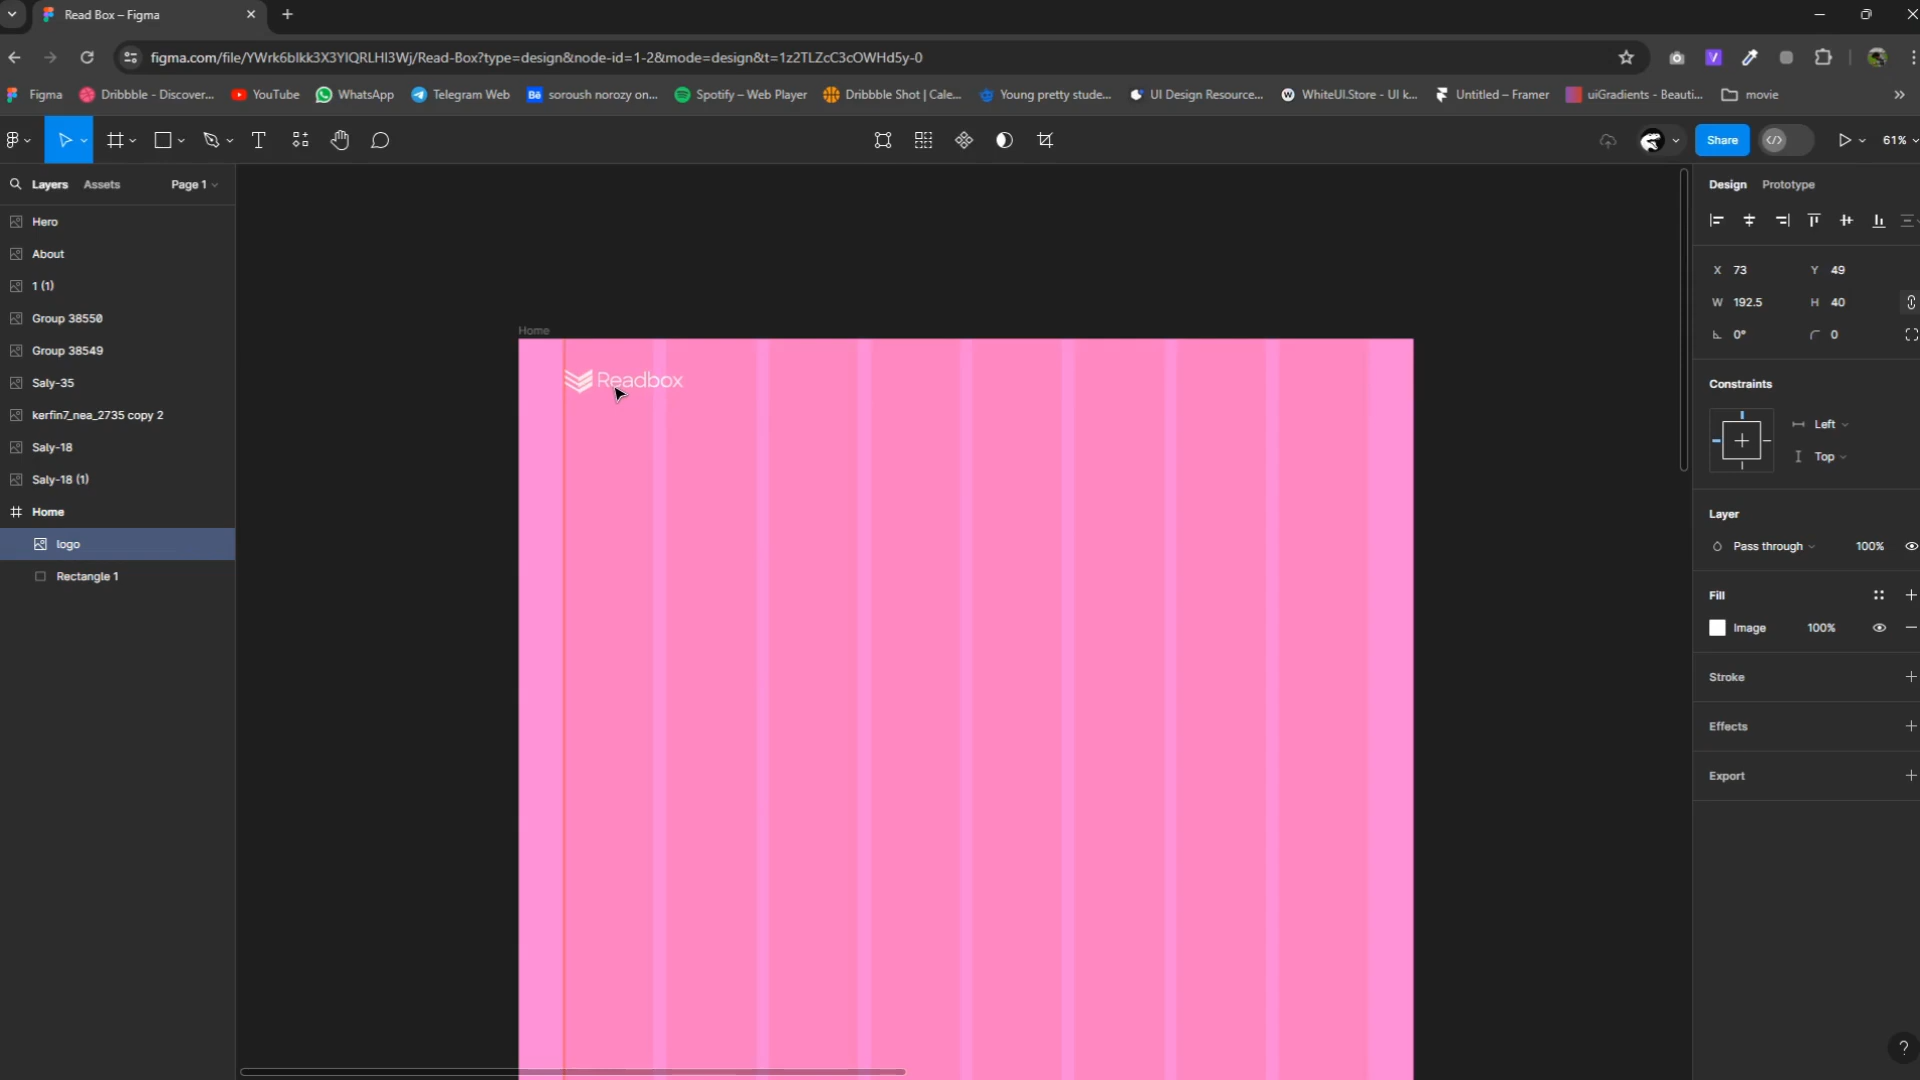 Read Box – Figma
figma.com/file/YWrk6blkk3X3YIQRLHI3Wj/Read-Box?type=design&node-id=1-2&mode=design&t=1z2TLZcC3cOWHd5y-0
Figma
Dribbble - Discover...
YouTube
WhatsApp
Telegram Web
Bē
soroush norozy on...
Spotify – Web Player
Dribbble Shot | Cale...
Young pretty stude...
UI Design Resource...
WhiteUI.Store - UI k...
Untitled – Framer
uiGradients - Beauti...
movie
Share
61%
Layers
Assets
Page 1
Design
Prototype
Hero
About
1 (1)
Group 38550
Group 38549
Saly-35
kerfin7_nea_2735 copy 2
Saly-18
Saly-18 (1)
Home
logo
Rectangle 1
Home
Readbox
X 73
Y 49
W 192.5
H 40
0°
0
Constraints
Left
Top
Layer
Pass through
100%
Fill
Image
100%
Stroke
Effects
Export
?